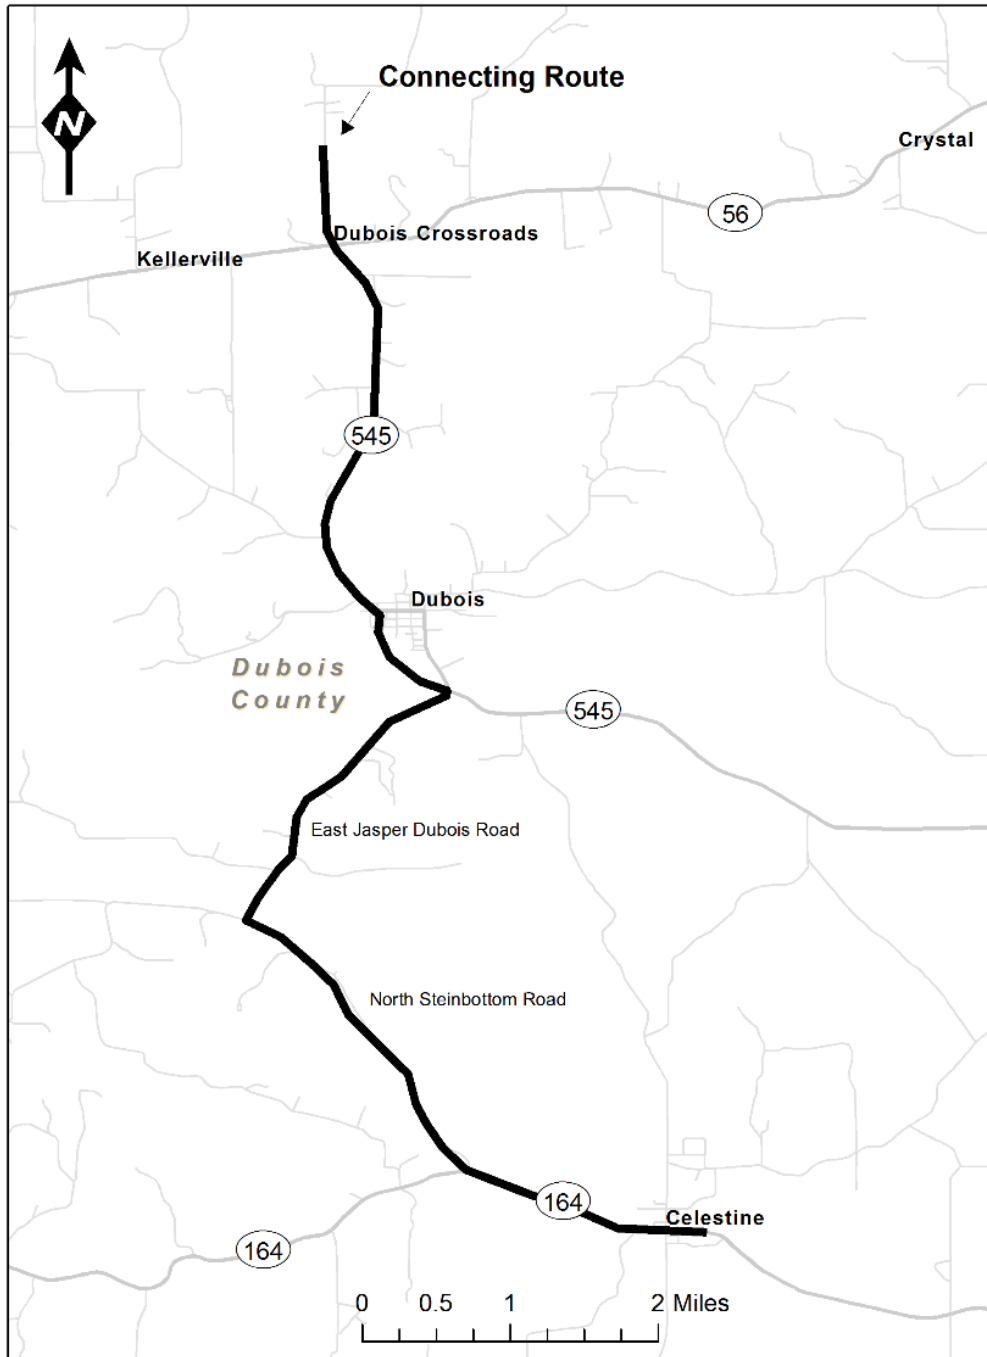 Connecting Route
N
Crystal
56
Dubois Crossroads
Kellerville
545
Dubois
Dubois
County
545
East Jasper Dubois Road
North Steinbottom Road
164
Celestine
164
0 0.5 1 2 Miles